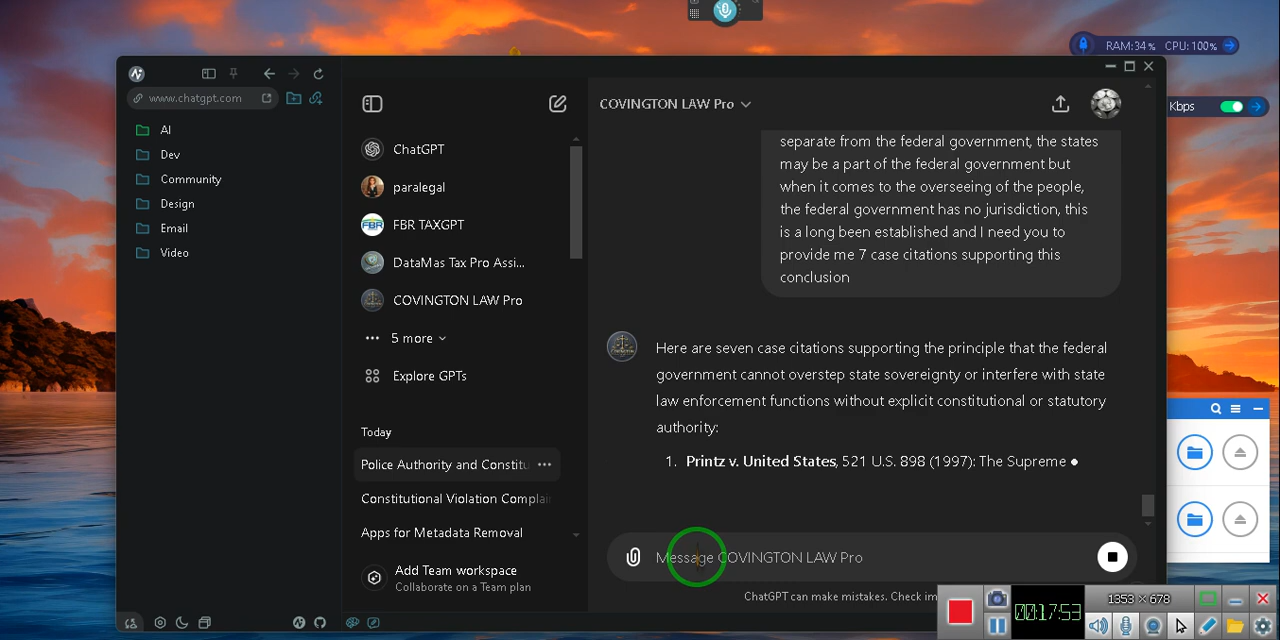 RAM:34% CPU: 100%
www.chatgpt.com
AI
Dev
Community
Design
Email
Video
ChatGPT
paralegal
FBR TAXGPT
DataMas Tax Pro Assi...
COVINGTON LAW Pro
5 more
Explore GPTs
Today
Police Authority and Constitu
Constitutional Violation Complai
Apps for Metadata Removal
Add Team workspace
Collaborate on a Team plan
COVINGTON LAW Pro
Kbps
separate from the federal government, the states
may be a part of the federal government but
when it comes to the overseeing of the people,
the federal government has no jurisdiction, this
is a long been established and I need you to
provide me 7 case citations supporting this
conclusion
Here are seven case citations supporting the principle that the federal
government cannot overstep state sovereignty or interfere with state
law enforcement functions without explicit constitutional or statutory
authority:
1. Printz v. United States, 521 U.S. 898 (1997): The Supreme
Message COVINGTON LAW Pro
ChatGPT can make mistakes. Check im
1353 × 678
00:17:53